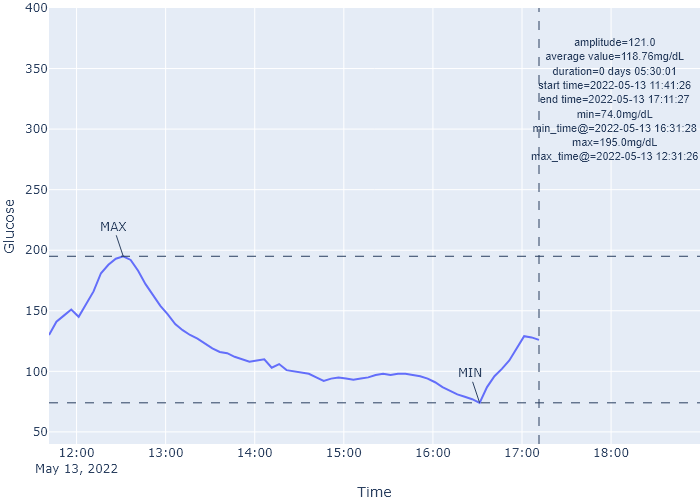 400
350
300
250
200
150
100
50
Glucose
amplitude=121.0
average value=118.76mg/dL
duration=0 days 05:30:01
start time=2022-05-13 11:41:26
end time=2022-05-13 17:11:27
min=74.0mg/dL
min_time@=2022-05-13 16:31:28
max=195.0mg/dL
max_time@=2022-05-13 12:31:26
MAX
MIN
12:00 13:00 14:00 15:00 16:00 17:00 18:00
May 13, 2022
Time